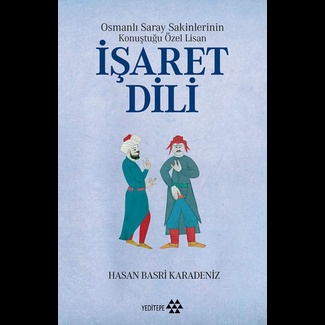 Osmanlı Saray Sakinlerinin
Konuştuğu Özel Lisan
İŞARET
DİLİ
HASAN BASRİ KARADENİZ
YEDİTEPE